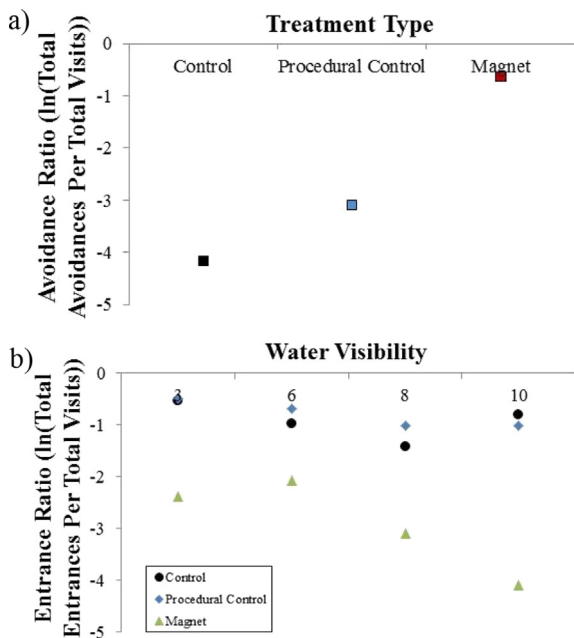 a)
Treatment Type
Avoidance Ratio (ln(Total
Avoidances Per Total Visits))
0
Control Procedural Control Magnet
-1
-2
-3
-4
-5
b)
Water Visibility
Entrance Ratio (ln(Total
Entrances Per Total Visits))
0
3 6 8 10
-1
-2
-3
-4
-5
Control
Procedural Control
Magnet